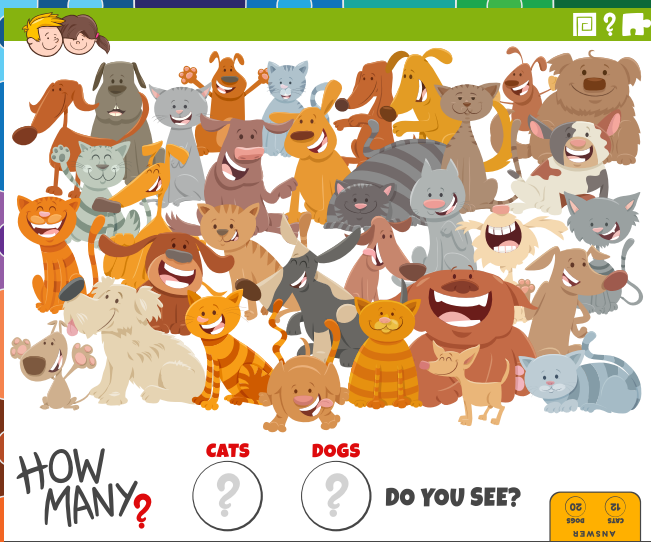 ?
CATS
DOGS
?
?
HOW
MANY?
DO YOU SEE?
ANSWER
CATS
DOGS
12
20